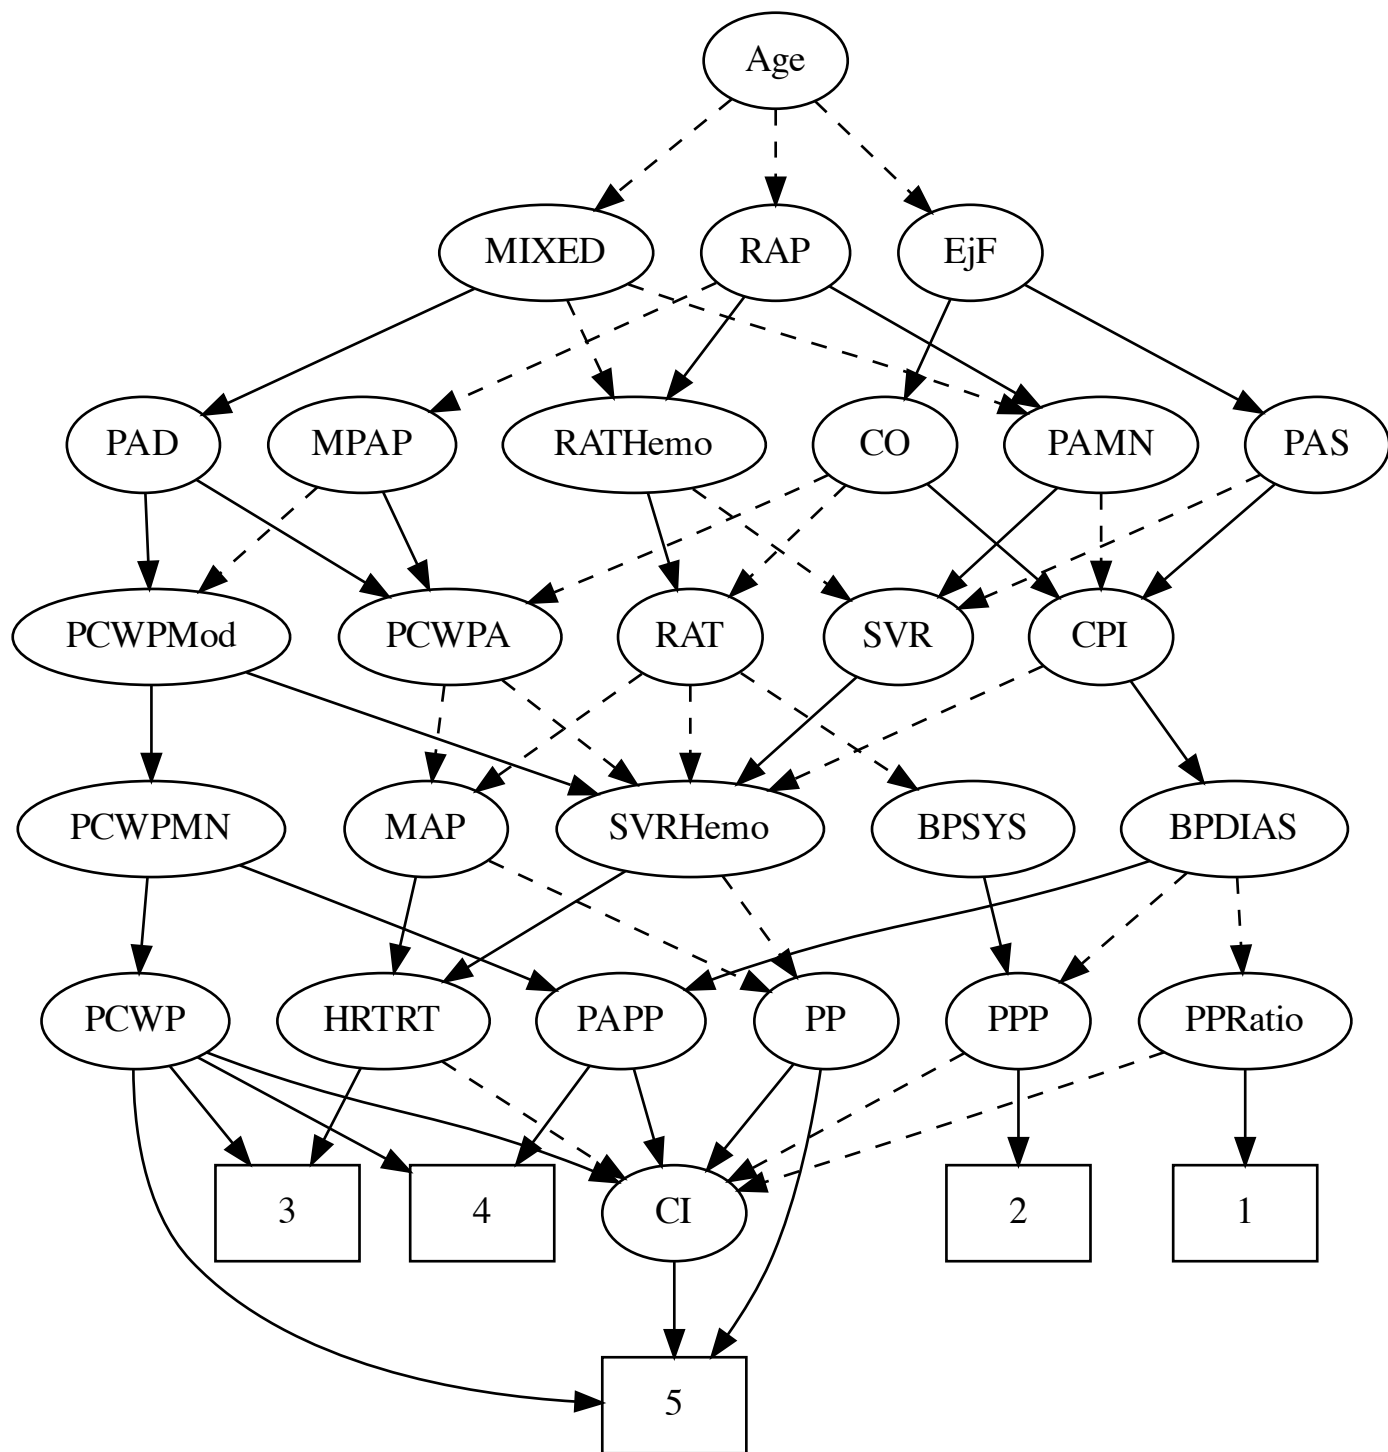 Age
MIXED
RAP
EjF
PAD
MPAP
RATHemo
CO
PAMN
PAS
PCWPMod
PCWPA
RAT
SVR
CPI
PCWPMN
MAP
SVRHemo
BPSYS
BPDIAS
PCWP
HRTRT
PAPP
PP
PPP
PPRatio
3
4
CI
2
1
5